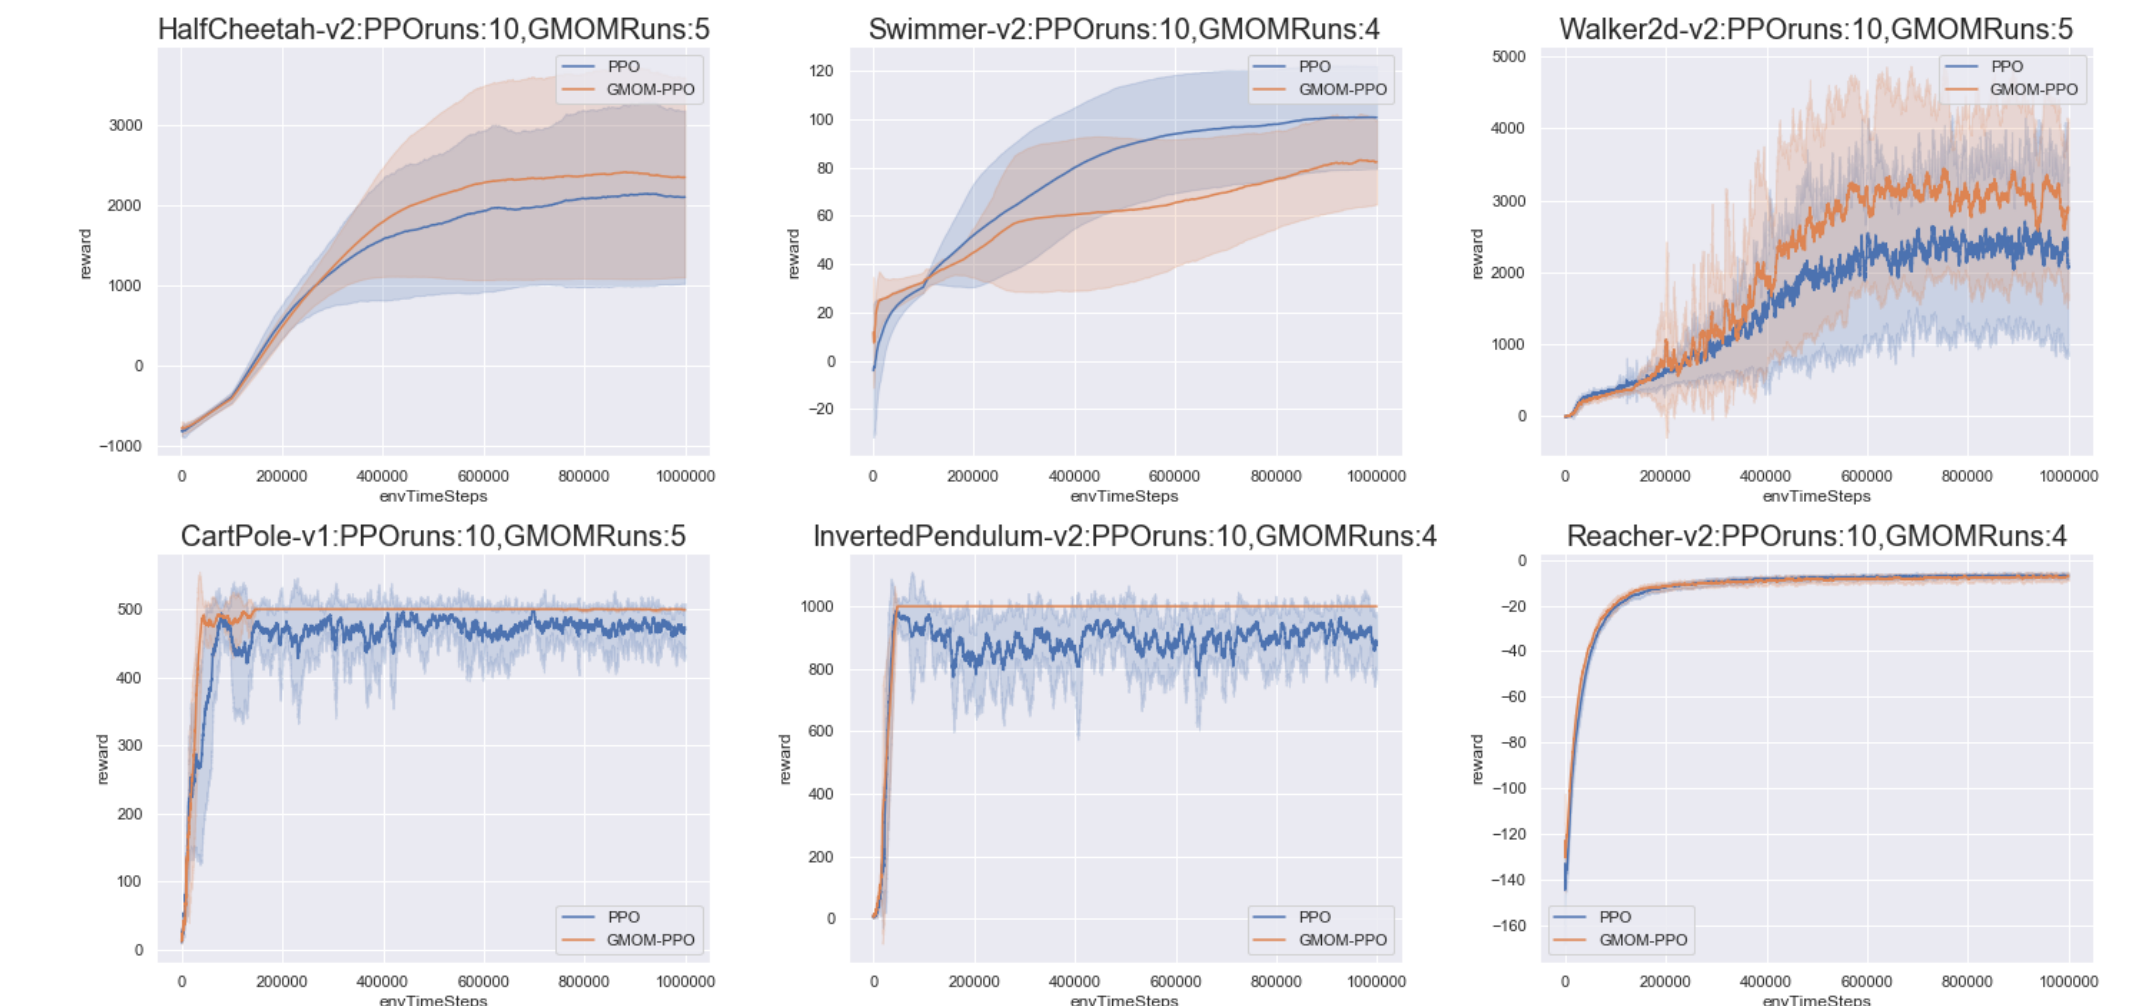 HalfCheetah-v2:PPOruns:10,GMOMRuns:5
PPO
GMOM-PPO
3000
2000
1000
0
−1000
reward
0 200000 400000 600000 800000 1000000
envTimeSteps
Swimmer-v2:PPOruns:10,GMOMRuns:4
PPO
GMOM-PPO
120
100
80
60
40
20
0
−20
reward
0 200000 400000 600000 800000 1000000
envTimeSteps
Walker2d-v2:PPOruns:10,GMOMRuns:5
PPO
GMOM-PPO
5000
4000
3000
2000
1000
0
reward
0 200000 400000 600000 800000 1000000
envTimeSteps
CartPole-v1:PPOruns:10,GMOMRuns:5
500
400
300
200
100
0
reward
PPO
GMOM-PPO
0 200000 400000 600000 800000 1000000
envTimeSteps
InvertedPendulum-v2:PPOruns:10,GMOMRuns:4
1000
800
600
400
200
0
reward
PPO
GMOM-PPO
0 200000 400000 600000 800000 1000000
envTimeSteps
Reacher-v2:PPOruns:10,GMOMRuns:4
0
−20
−40
−60
−80
−100
−120
−140
−160
reward
PPO
GMOM-PPO
0 200000 400000 600000 800000 1000000
envTimeSteps